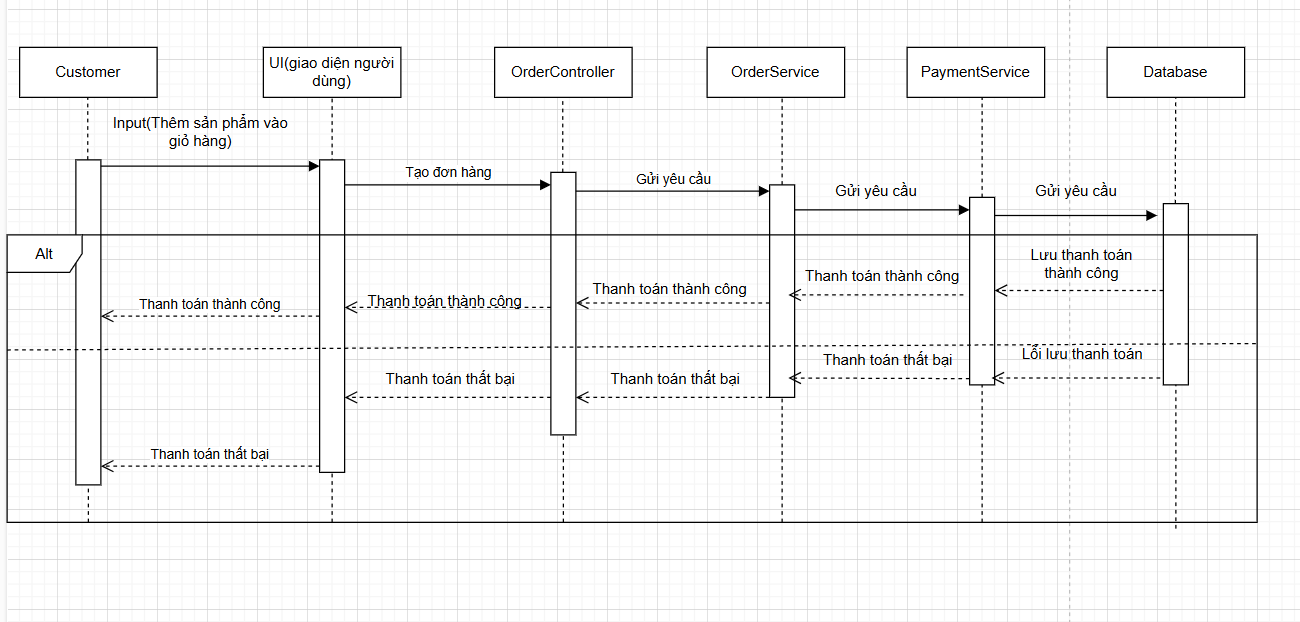 Customer
UI(giao diện người
dùng)
OrderController
OrderService
PaymentService
Database
Input(Thêm sản phẩm vào
giỏ hàng)
Tạo đơn hàng
Gửi yêu cầu
Gửi yêu cầu
Gửi yêu cầu
Alt
Lưu thanh toán
thành công
Thanh toán thành công
Thanh toán thành công
Thanh toán thành công
Thanh toán thành công
Lỗi lưu thanh toán
Thanh toán thất bại
Thanh toán thất bại
Thanh toán thất bại
Thanh toán thất bại